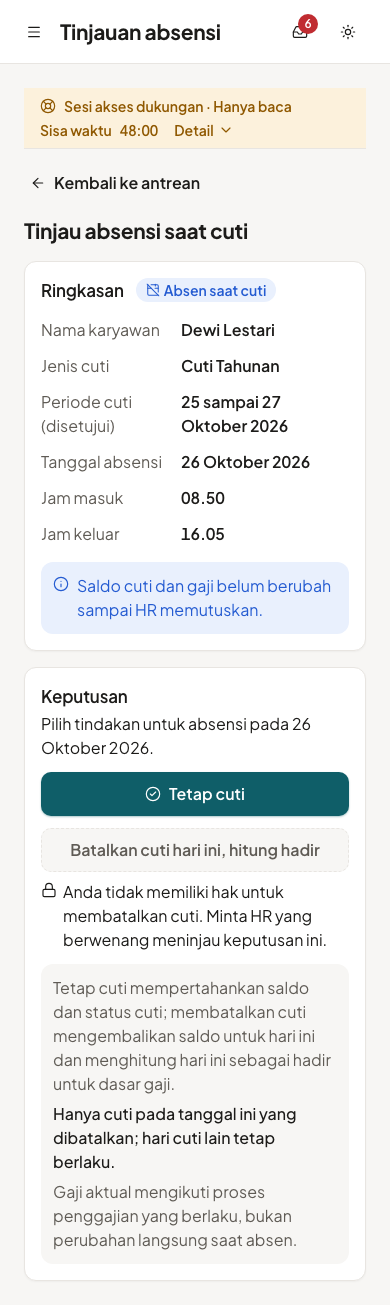 Tinjauan absensi
6
Sesi akses dukungan · Hanya baca
Sisa waktu 48:00 Detail
Kembali ke antrean
Tinjau absensi saat cuti
Ringkasan
Absen saat cuti
Nama karyawan Dewi Lestari
Jenis cuti Cuti Tahunan
Periode cuti 25 sampai 27
(disetujui) Oktober 2026
Tanggal absensi 26 Oktober 2026
Jam masuk 08.50
Jam keluar 16.05
Saldo cuti dan gaji belum berubah
sampai HR memutuskan.
Keputusan
Pilih tindakan untuk absensi pada 26
Oktober 2026.
Tetap cuti
Batalkan cuti hari ini, hitung hadir
Anda tidak memiliki hak untuk
membatalkan cuti. Minta HR yang
berwenang meninjau keputusan ini.
Tetap cuti mempertahankan saldo
dan status cuti; membatalkan cuti
mengembalikan saldo untuk hari ini
dan menghitung hari ini sebagai hadir
untuk dasar gaji.
Hanya cuti pada tanggal ini yang
dibatalkan; hari cuti lain tetap
berlaku.
Gaji aktual mengikuti proses
penggajian yang berlaku, bukan
perubahan langsung saat absen.